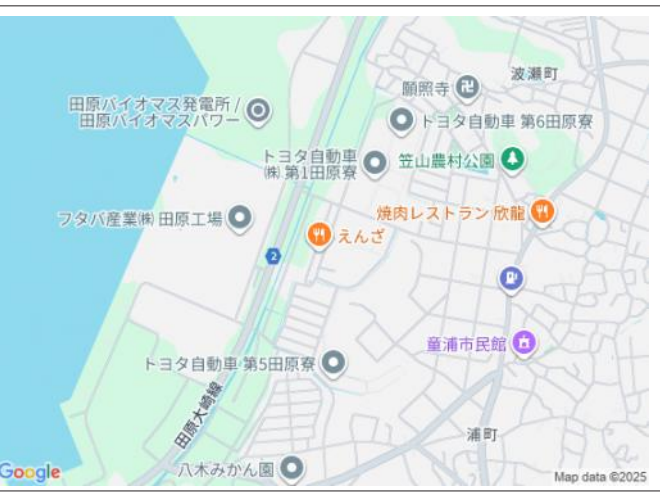 波瀬町
願照寺
卍
田原バイオマス発電所 /
田原バイオマスパワー
トヨタ自動車 第6田原寮
トヨタ自動車
㈱ 第1田原寮
笠山農村公園
焼肉レストラン 欣龍
フタバ産業㈱ 田原工場
えんざ
2
童浦市民館
トヨタ自動車 第5田原寮
田原大崎線
浦町
八木みかん園
Google
Map data ©2025